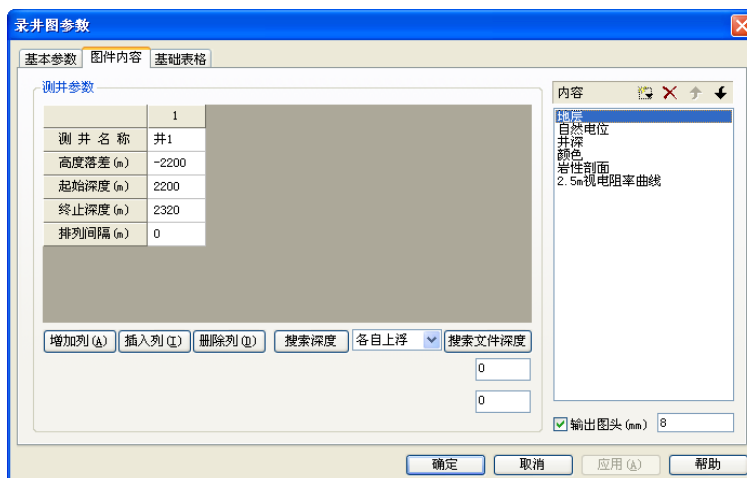 录井图参数
基本参数 图件内容 基础表格
测井参数
内容
1
测 井 名 称 井1
高度落差(m) -2200
起始深度(m) 2200
终止深度(m) 2320
排列间隔(m) 0
地层
自然电位
井深
颜色
岩性剖面
2.5m视电阻率曲线
增加列(A) 插入列(I) 删除列(D) 搜索深度 各自上浮 搜索文件深度
0
0
输出图头(mm) 8
确定 取消 应用(A) 帮助